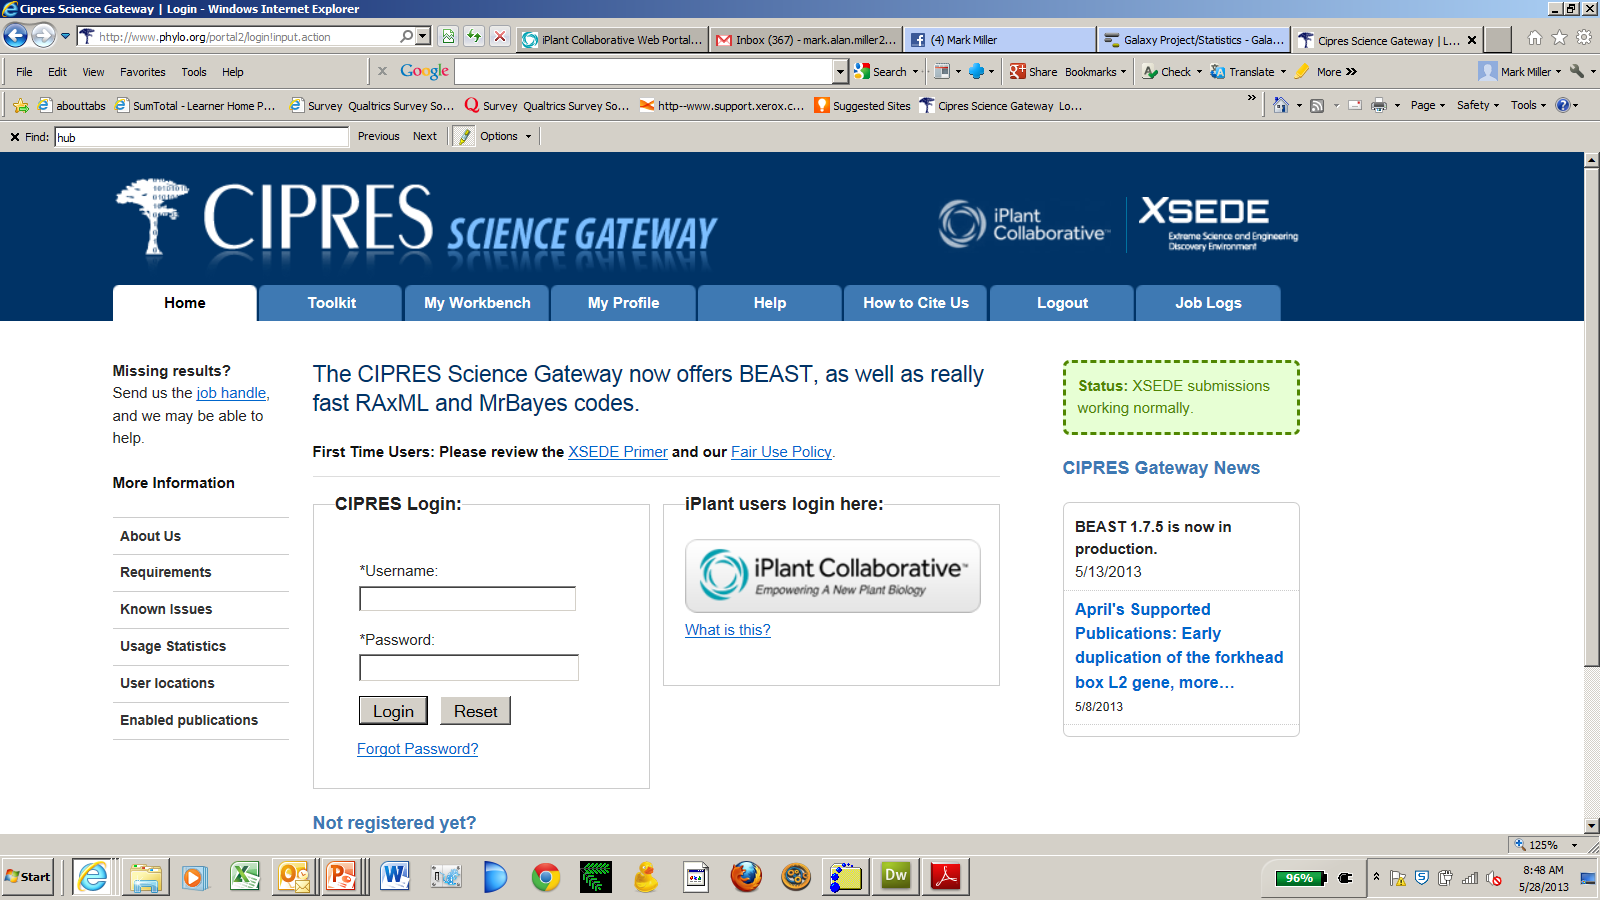 Cipres Science Gateway | Login - Windows Internet Explorer
http://www.phylo.org/portal2/login!input.action
iPlant Collaborative Web Portal...
Inbox (367) - mark.alan.miller2...
(4) Mark Miller
Galaxy Project/Statistics - Gala...
Cipres Science Gateway | L...
File Edit View Favorites Tools Help
Google
Search
Share
Bookmarks
Check
Translate
More »
Mark Miller
abouttabs
SumTotal - Learner Home P...
Survey Qualtrics Survey So...
Survey Qualtrics Survey So...
http--www.support.xerox.c...
Suggested Sites
Cipres Science Gateway Lo...
»
Page
Safety
Tools
Find: hub
Previous Next
Options
CIPRES SCIENCE GATEWAY
iPlant
Collaborative™
XSEDE
Extreme Science and Engineering
Discovery Environment
Home
Toolkit
My Workbench
My Profile
Help
How to Cite Us
Logout
Job Logs
Missing results?
Send us the job handle,
and we may be able to
help.
More Information
About Us
Requirements
Known Issues
Usage Statistics
User locations
Enabled publications
The CIPRES Science Gateway now offers BEAST, as well as really
fast RAxML and MrBayes codes.
First Time Users: Please review the XSEDE Primer and our Fair Use Policy.
CIPRES Login:
*Username:
*Password:
Login
Reset
Forgot Password?
iPlant users login here:
iPlant Collaborative™
Empowering A New Plant Biology
What is this?
Not registered yet?
Status: XSEDE submissions
working normally.
CIPRES Gateway News
BEAST 1.7.5 is now in
production.
5/13/2013
April's Supported
Publications: Early
duplication of the forkhead
box L2 gene, more…
5/8/2013
125%
Start
Dw
96%
8:48 AM
5/28/2013